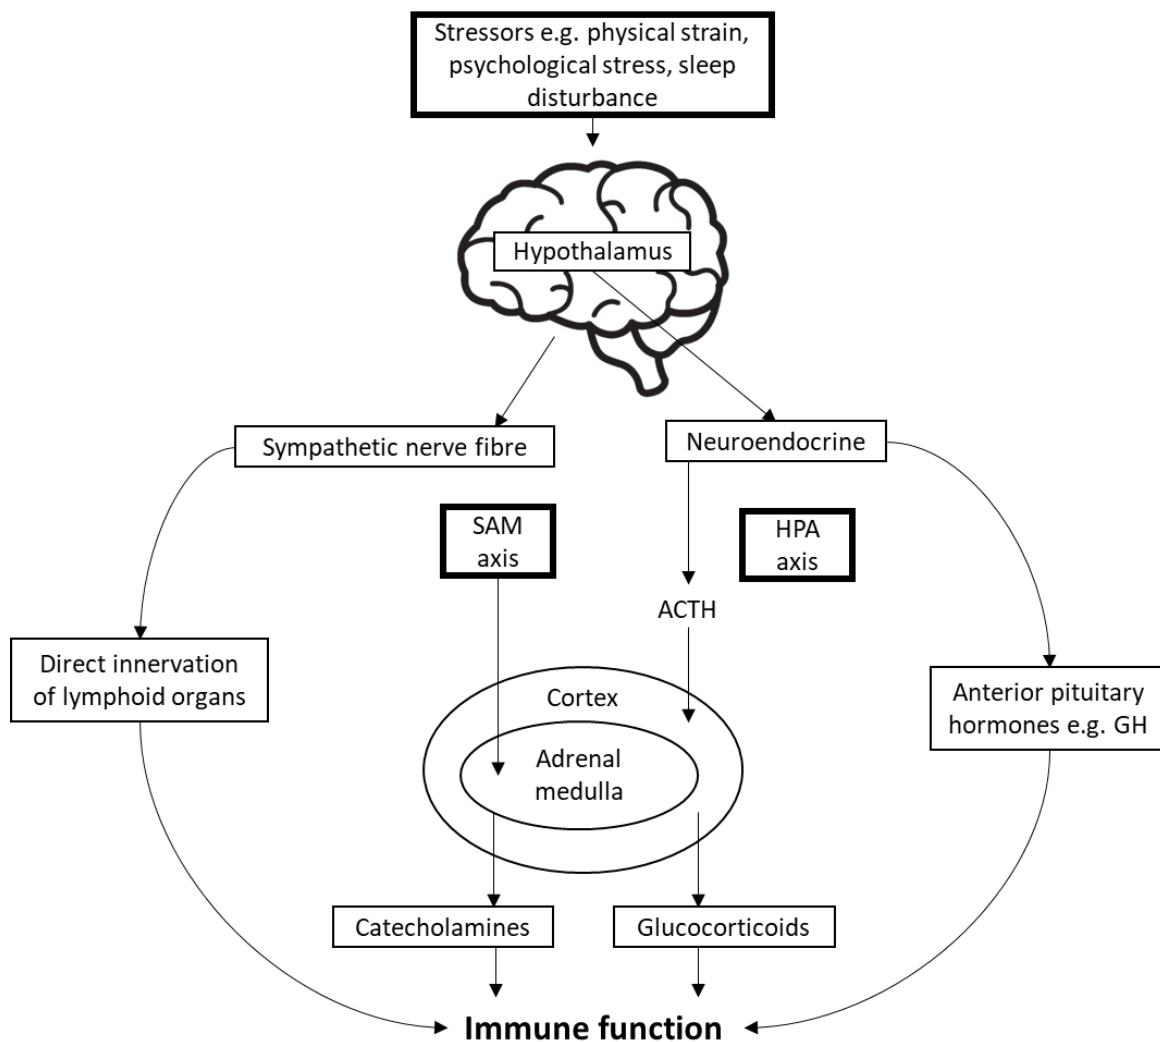 Stressors e.g. physical strain,
psychological stress, sleep
disturbance
Hypothalamus
Sympathetic nerve fibre
Neuroendocrine
SAM
axis
HPA
axis
ACTH
Direct innervation
of lymphoid organs
Cortex
Anterior pituitary
hormones e.g. GH
Adrenal
medulla
Catecholamines
Glucocorticoids
Immune function